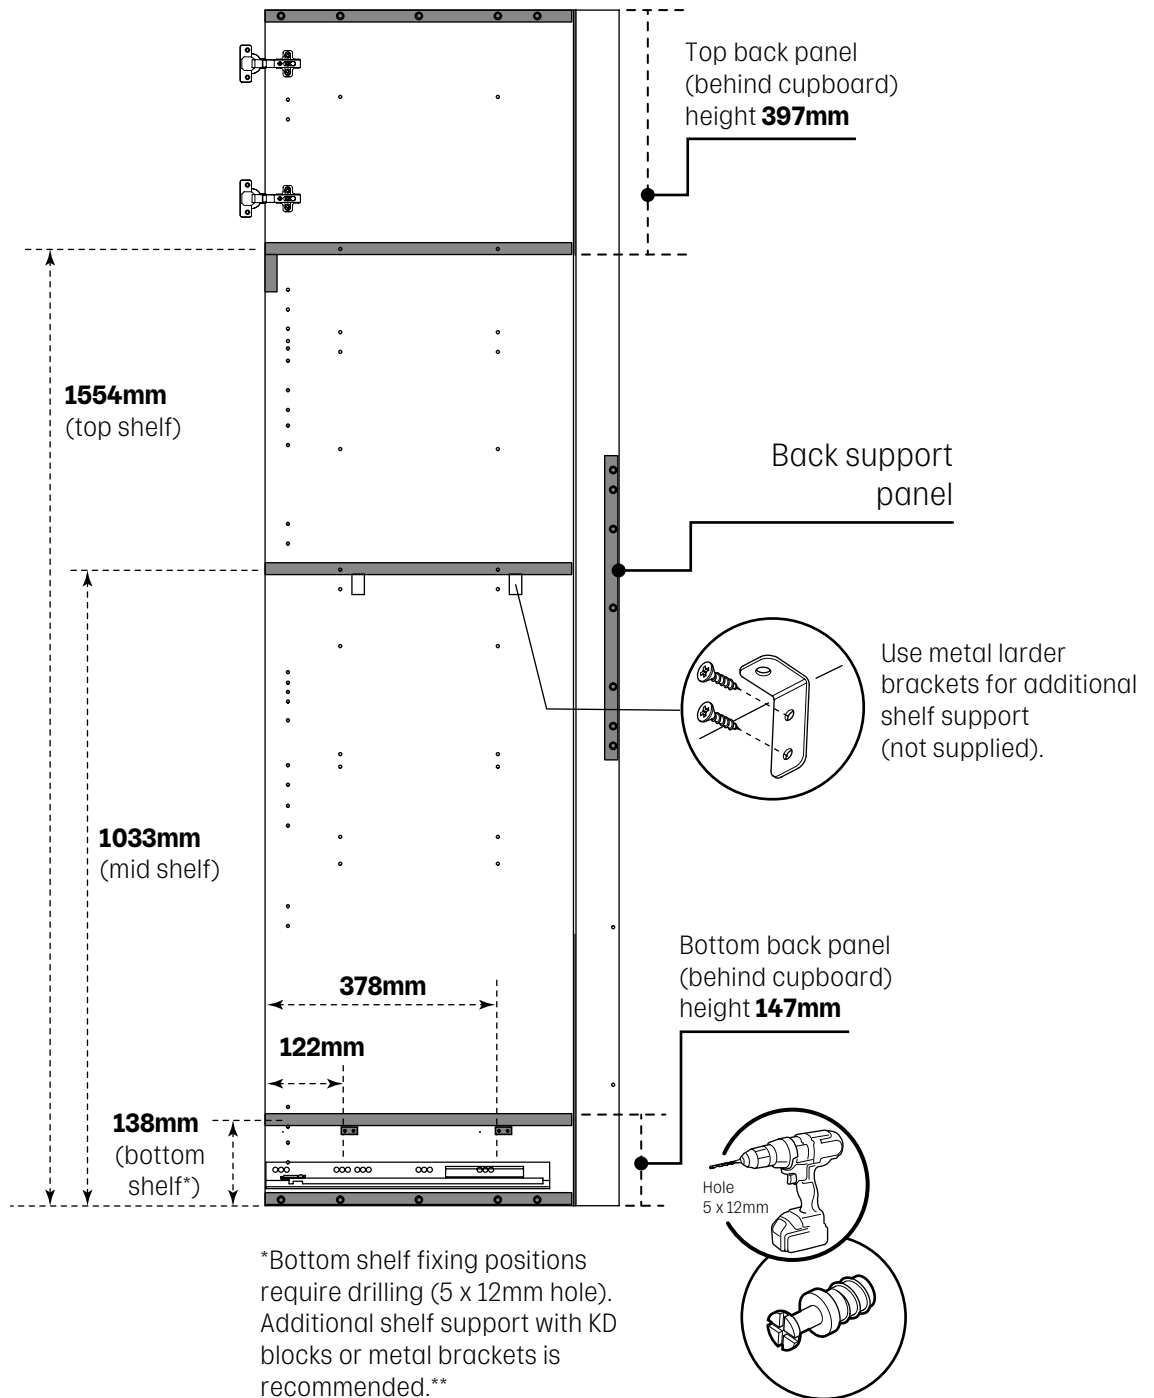 Top back panel
(behind cupboard)
height 397mm
1554mm
(top shelf)
Back support
panel
Use metal larder
brackets for additional
shelf support
(not supplied).
1033mm
(mid shelf)
Bottom back panel
(behind cupboard)
height 147mm
378mm
122mm
138mm
(bottom
shelf*)
Hole
5 x 12mm
*Bottom shelf fixing positions
require drilling (5 x 12mm hole).
Additional shelf support with KD
blocks or metal brackets is
recommended.**